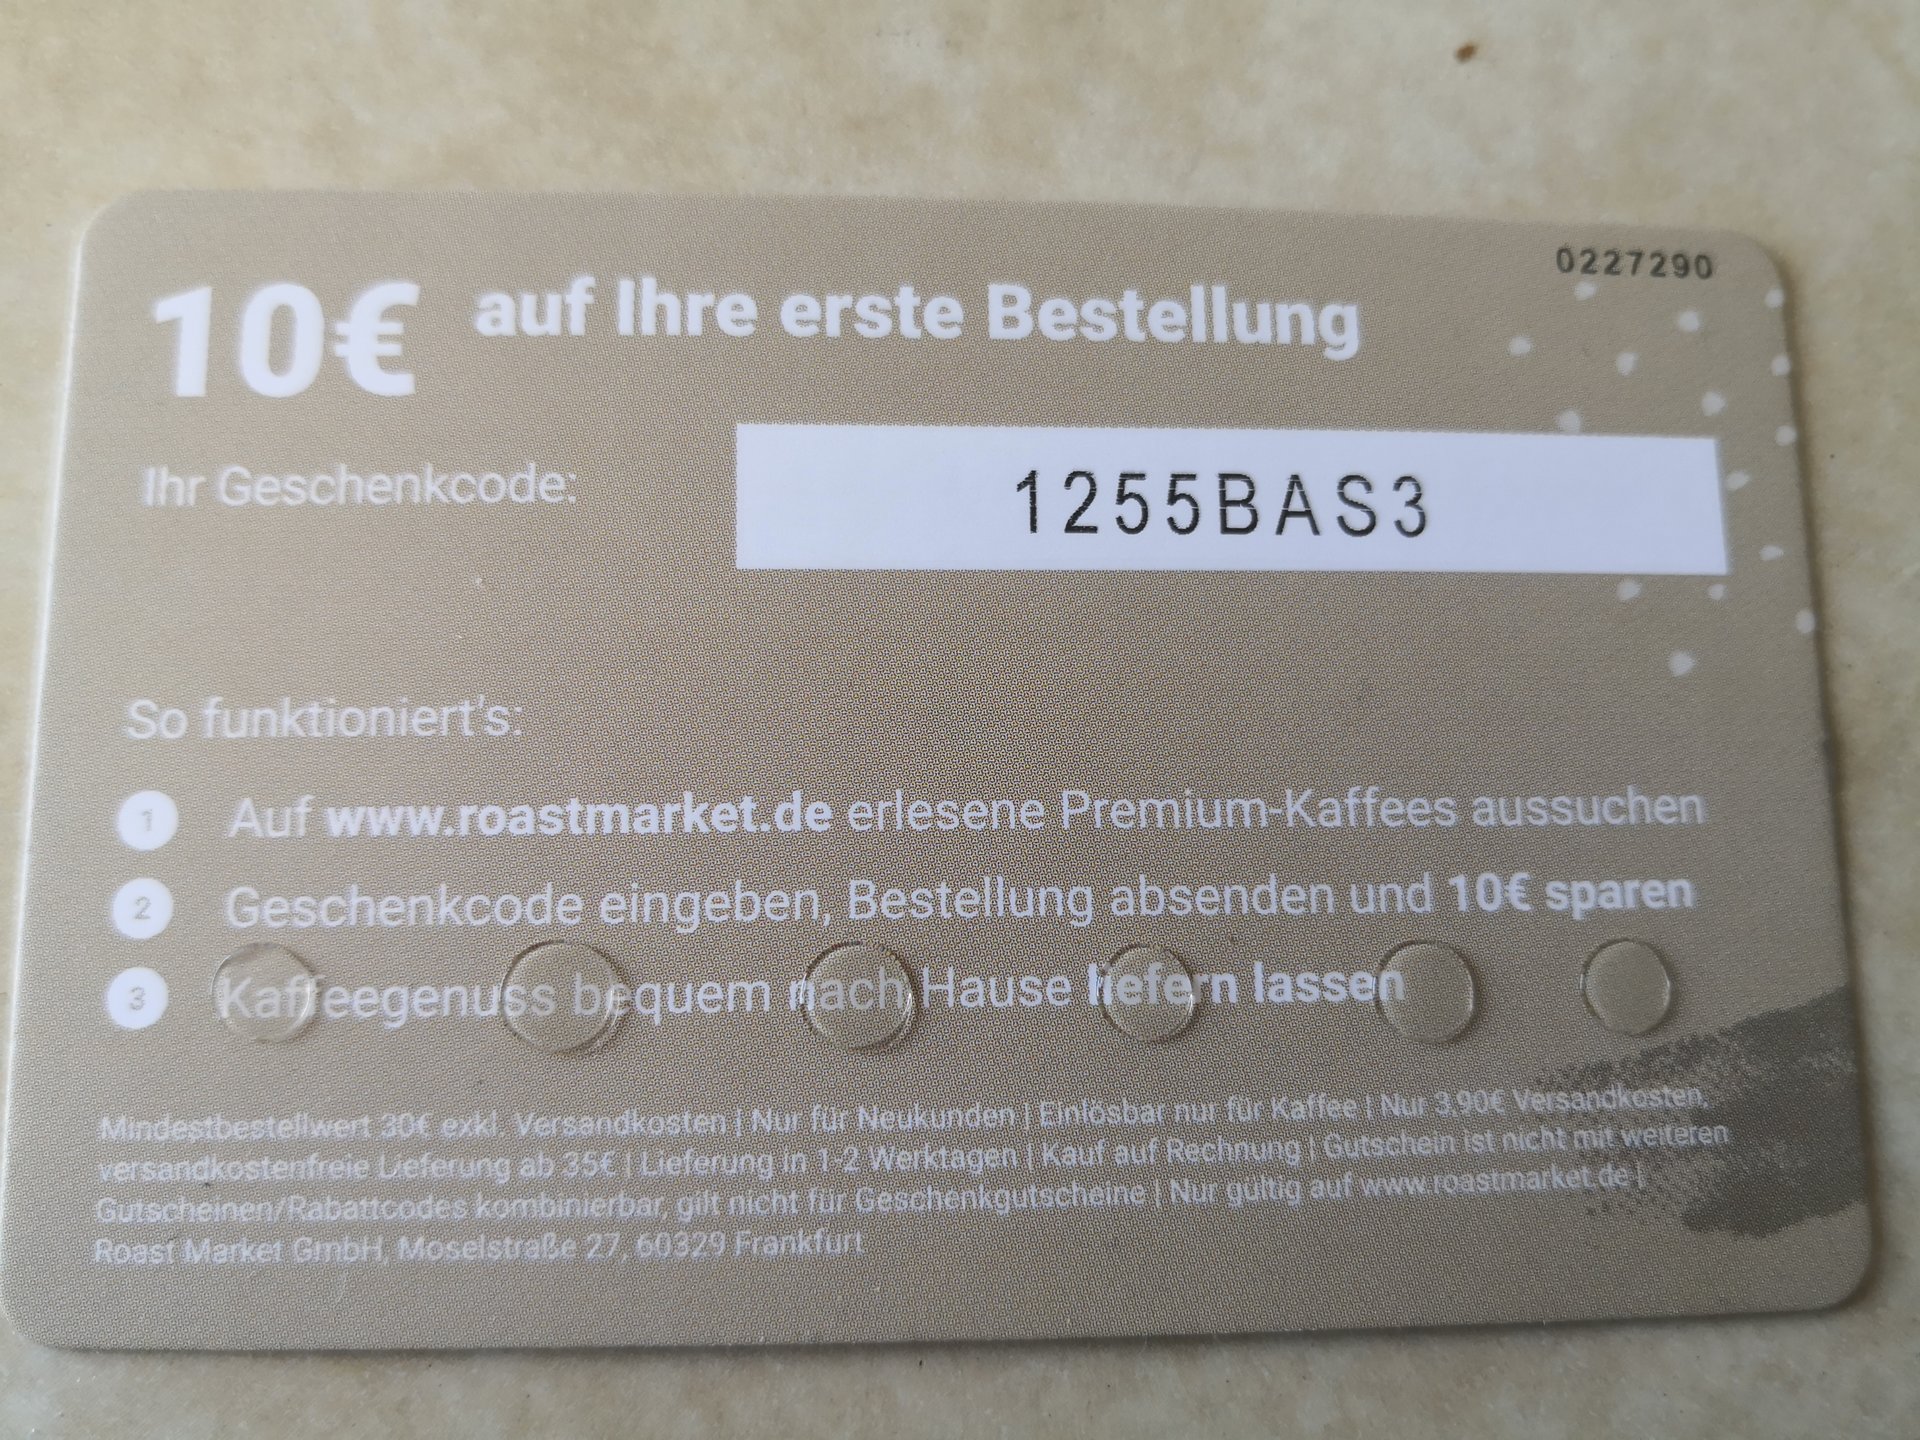 0227290
10€ auf Ihre erste Bestellung
Ihr Geschenkcode: 1255BAS3
So funktioniert's:
1 Auf www.roastmarket.de erlesene Premium-Kaffees aussuchen
2 Geschenkcode eingeben, Bestellung absenden und 10€ sparen
3 Kaffeegenuss bequem nach Hause liefern lassen
Mindestbestellwert 30€ exkl. Versandkosten | Nur für Neukunden | Einlösbar nur für Kaffee | Nur 3,90€ Versandkosten,
versandkostenfreie Lieferung ab 35€ | Lieferung in 1-2 Werktagen | Kauf auf Rechnung | Gutschein ist nicht mit weiteren
Gutscheinen/Rabattcodes kombinierbar, gilt nicht für Geschenkgutscheine | Nur gültig auf www.roastmarket.de |
Roast Market GmbH, Moselstraße 27, 60329 Frankfurt